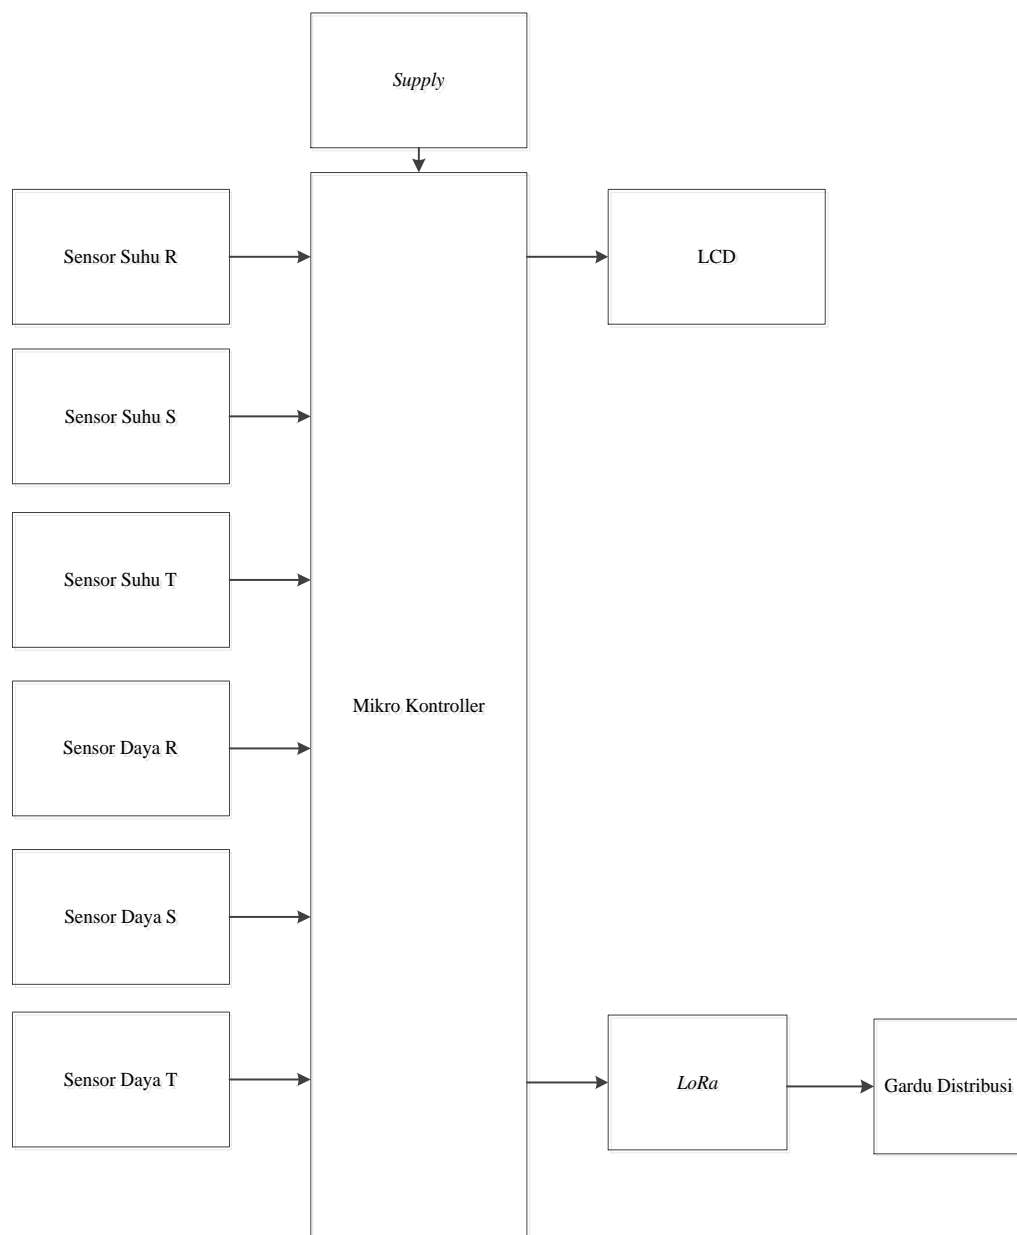 Supply
Sensor Suhu R
LCD
Sensor Suhu S
Sensor Suhu T
Mikro Kontroller
Sensor Daya R
Sensor Daya S
Sensor Daya T
LoRa
Gardu Distribusi